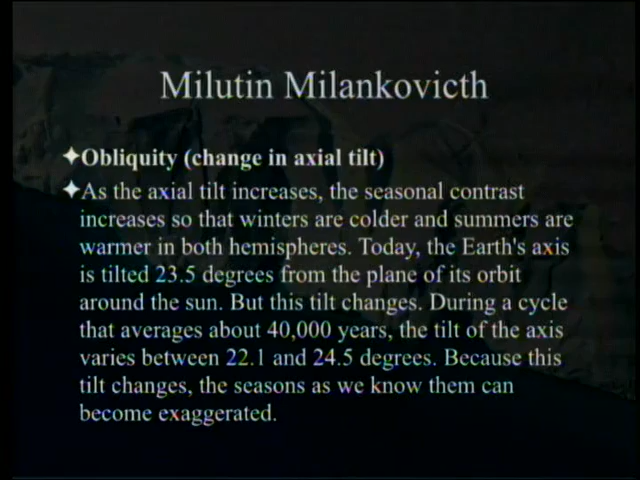 Milutin Milankovicth
Obliquity (change in axial tilt)
As the axial tilt increases, the seasonal contrast
increases so that winters are colder and summers are
warmer in both hemispheres. Today, the Earth's axis
is tilted 23.5 degrees from the plane of its orbit
around the sun. But this tilt changes. During a cycle
that averages about 40,000 years, the tilt of the axis
varies between 22.1 and 24.5 degrees. Because this
tilt changes, the seasons as we know them can
become exaggerated.